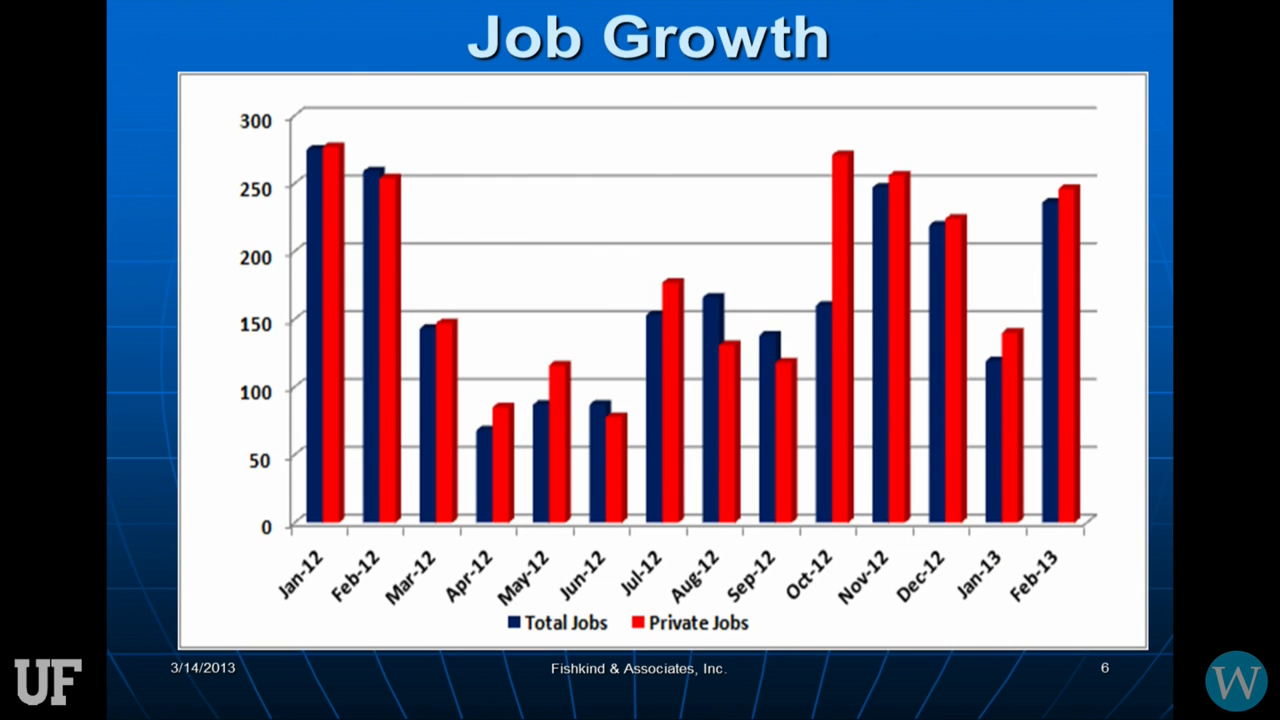 Job Growth
300
250
200
150
100
50
0
Jan-12 Feb-12 Mar-12 Apr-12 May-12 Jun-12 Jul-12 Aug-12 Sep-12 Oct-12 Nov-12 Dec-12 Jan-13 Feb-13
Total Jobs Private Jobs
3/14/2013 Fishkind & Associates, Inc. 6
UF W